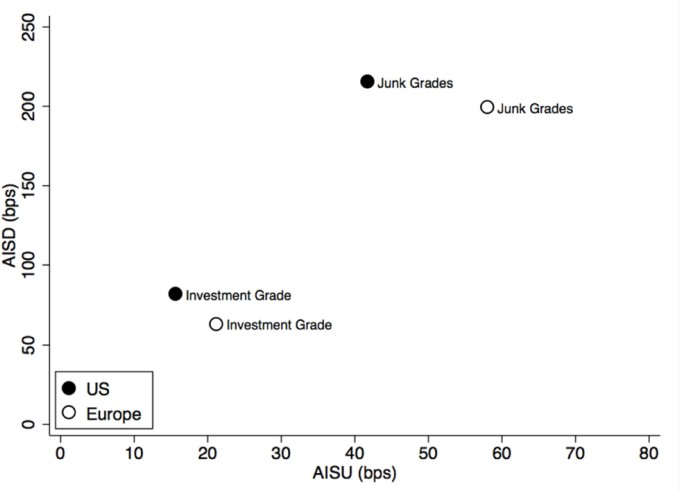 250
200
150
100
50
0
AISD (bps)
Junk Grades
Junk Grades
Investment Grade
Investment Grade
US
Europe
0 10 20 30 40 50 60 70 80
AISU (bps)